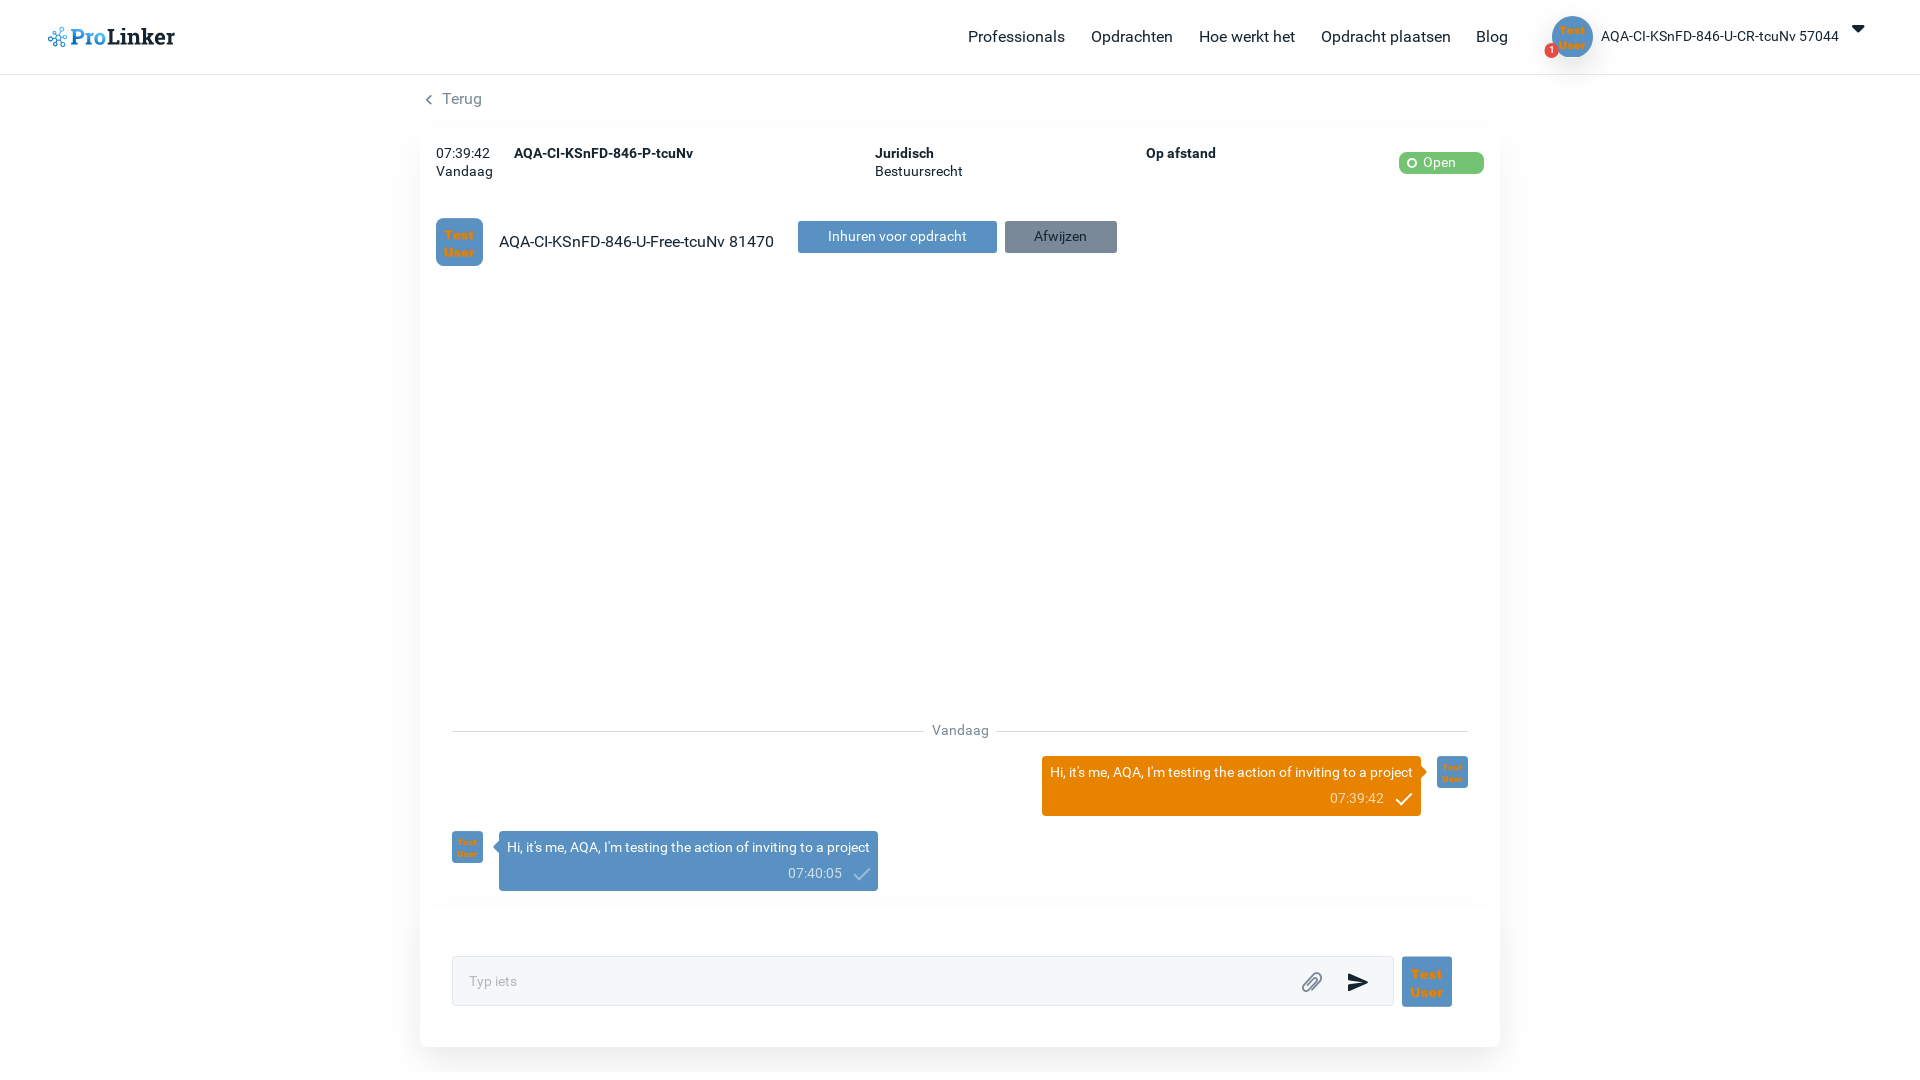 ProLinker
Professionals
Opdrachten
Hoe werkt het
Opdracht plaatsen
Blog
Test
User
1
AQA-CI-KSnFD-846-U-CR-tcuNv 57044
Terug
07:39:42
Vandaag
AQA-CI-KSnFD-846-P-tcuNv
Juridisch
Bestuursrecht
Op afstand
Open
Test
User
AQA-CI-KSnFD-846-U-Free-tcuNv 81470
Inhuren voor opdracht
Afwijzen
Vandaag
Hi, it's me, AQA, I'm testing the action of inviting to a project
07:39:42
Test
User
Test
User
Hi, it's me, AQA, I'm testing the action of inviting to a project
07:40:05
Typ iets
Test
User